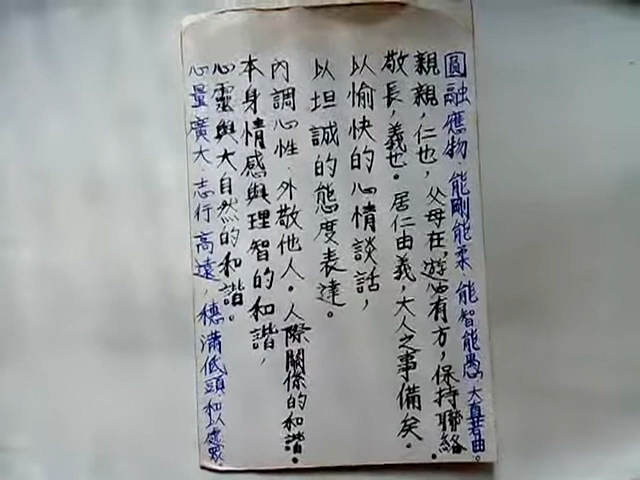 圓融應物．能剛能柔．能智能愚．大直若曲。
親親，仁也，父母在，遊必有方，保持聯絡．
敬長，義也。居仁由義，大人之事備矣。
以愉快的心情談話，
以坦誠的態度表達。
內調心性．外敬他人。人際關係的和諧。
本身情感與理智的和諧，
心靈與大自然的和諧。
心量廣大．志行高遠，穗滿低頭，和以處眾